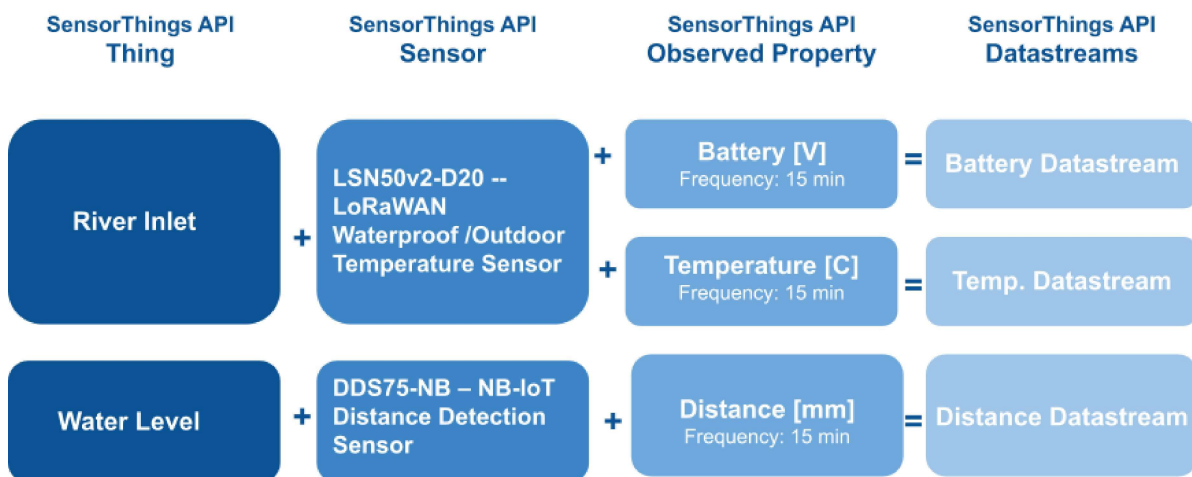 SensorThings API
Thing
SensorThings API
Sensor
SensorThings API
Observed Property
SensorThings API
Datastreams
River Inlet
+
LSN50v2-D20 --
LoRaWAN
Waterproof /Outdoor
Temperature Sensor
+
Battery [V]
Frequency: 15 min
=
Battery Datastream
+
Temperature [C]
Frequency: 15 min
=
Temp. Datastream
Water Level
+
DDS75-NB – NB-IoT
Distance Detection
Sensor
+
Distance [mm]
Frequency: 15 min
=
Distance Datastream